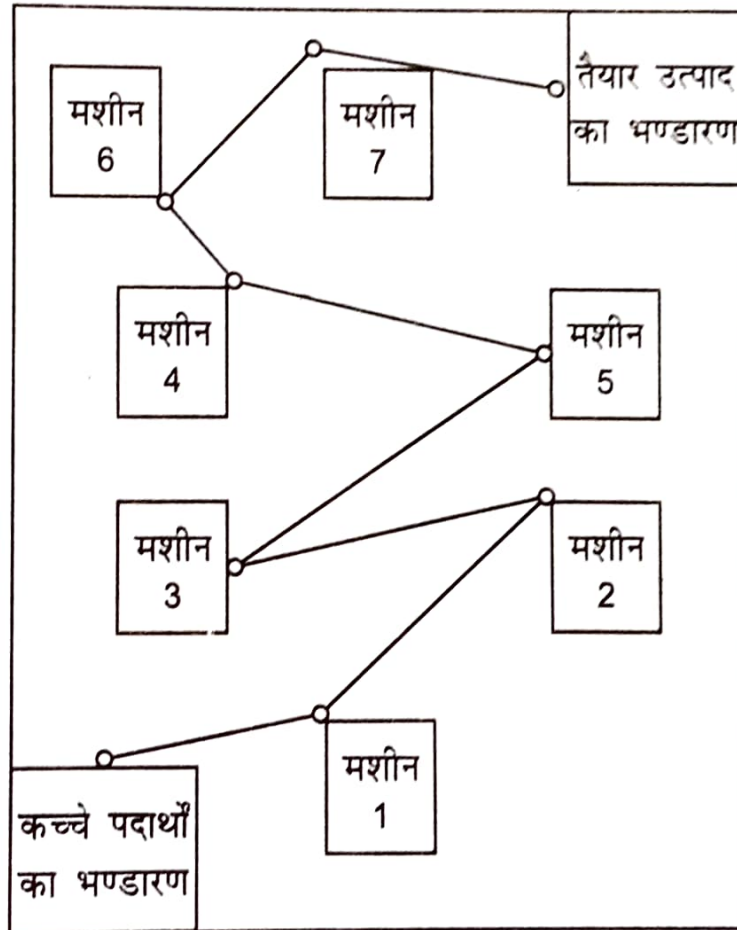 मशीन
6
मशीन
7
तैयार उत्पाद
का भण्डारण
मशीन
4
मशीन
5
मशीन
3
मशीन
2
मशीन
1
कच्चे पदार्थों
का भण्डारण